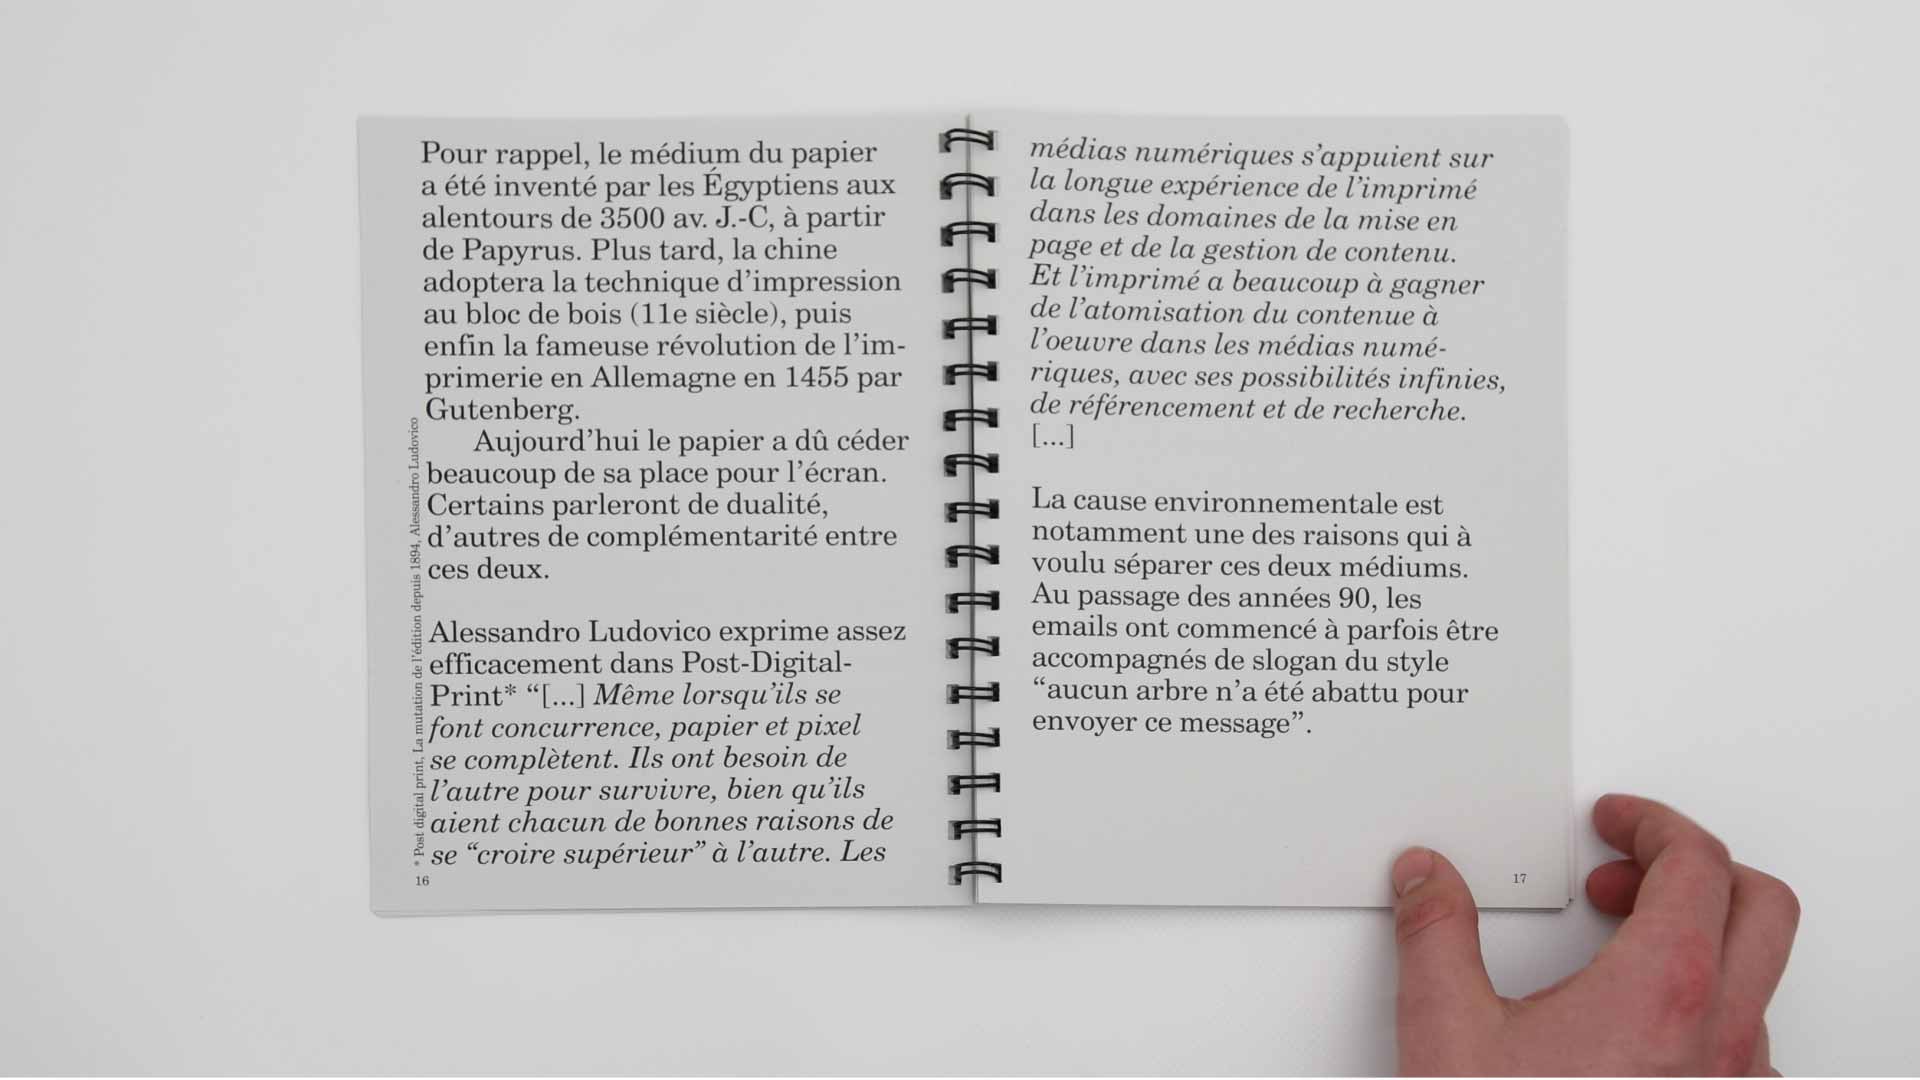 Pour rappel, le médium du papier
a été inventé par les Égyptiens aux
alentours de 3500 av. J.-C, à partir
de Papyrus. Plus tard, la chine
adoptera la technique d’impression
au bloc de bois (11e siècle), puis
enfin la fameuse révolution de l’im-
primerie en Allemagne en 1455 par
Gutenberg.
Aujourd’hui le papier a dû céder
beaucoup de sa place pour l’écran.
Certains parleront de dualité,
d’autres de complémentarité entre
ces deux.
Alessandro Ludovico exprime assez
efficacement dans Post-Digital-
Print* “[...] Même lorsqu’ils se
font concurrence, papier et pixel
se complètent. Ils ont besoin de
l’autre pour survivre, bien qu’ils
aient chacun de bonnes raisons de
se “croire supérieur” à l’autre. Les
* Post digital print, La mutation de l’édition depuis 1894, Alessandro Ludovico
16
médias numériques s’appuient sur
la longue expérience de l’imprimé
dans les domaines de la mise en
page et de la gestion de contenu.
Et l’imprimé a beaucoup à gagner
de l’atomisation du contenue à
l’oeuvre dans les médias numé-
riques, avec ses possibilités infinies,
de référencement et de recherche.
[...]
La cause environnementale est
notamment une des raisons qui à
voulu séparer ces deux médiums.
Au passage des années 90, les
emails ont commencé à parfois être
accompagnés de slogan du style
“aucun arbre n’a été abattu pour
envoyer ce message”.
17